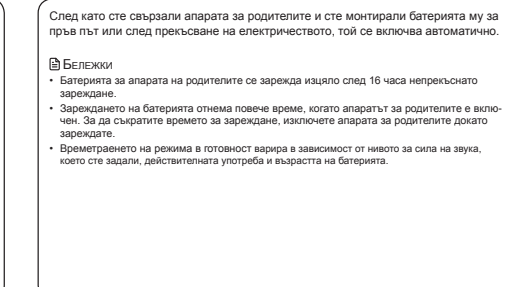 След като сте свързали апарата за родителите и сте монтирали батерията му за
пръв път или след прекъсване на електричеството, той се включва автоматично.
БЕЛЕЖКИ
• Батерията за апарата на родителите се зарежда изцяло след 16 часа непрекъснато
зареждане.
• Зареждането на батерията отнема повече време, когато апаратът за родителите е вклю-
чен. За да съкратите времето за зареждане, изключете апарата за родителите докато
зареждате.
• Времетраенето на режима в готовност варира в зависимост от нивото за сила на звука,
което сте задали, действителната употреба и възрастта на батерията.